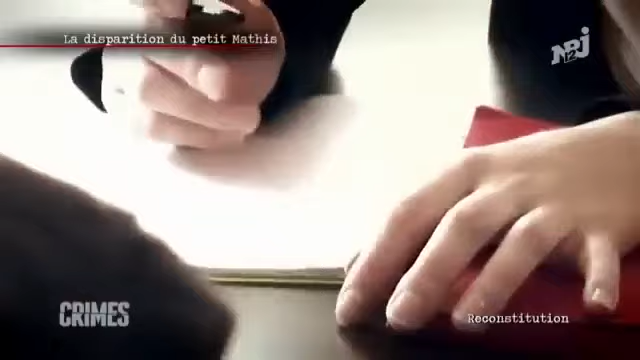 La disparition du petit Mathis
NRJ
12
CRIMES
Reconstitution